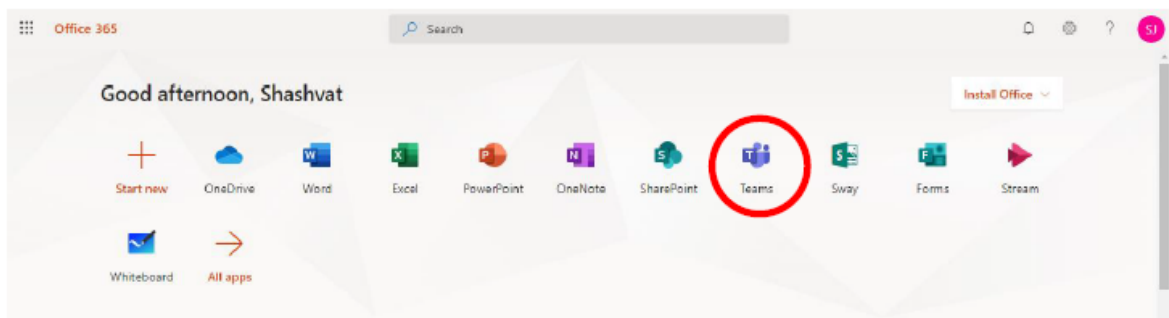 Office 365
Search
?
SJ
Good afternoon, Shashvat
Install Office
Start new OneDrive Word Excel PowerPoint OneNote SharePoint Teams Sway Forms Stream
Whiteboard All apps